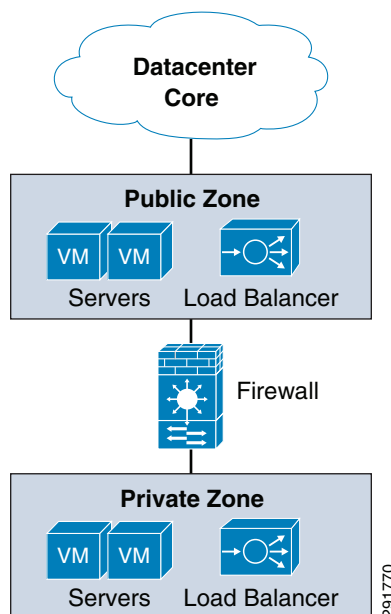 Datacenter
Core
Public Zone
VM VM
Servers Load Balancer
Firewall
Private Zone
VM VM
Servers Load Balancer
291770